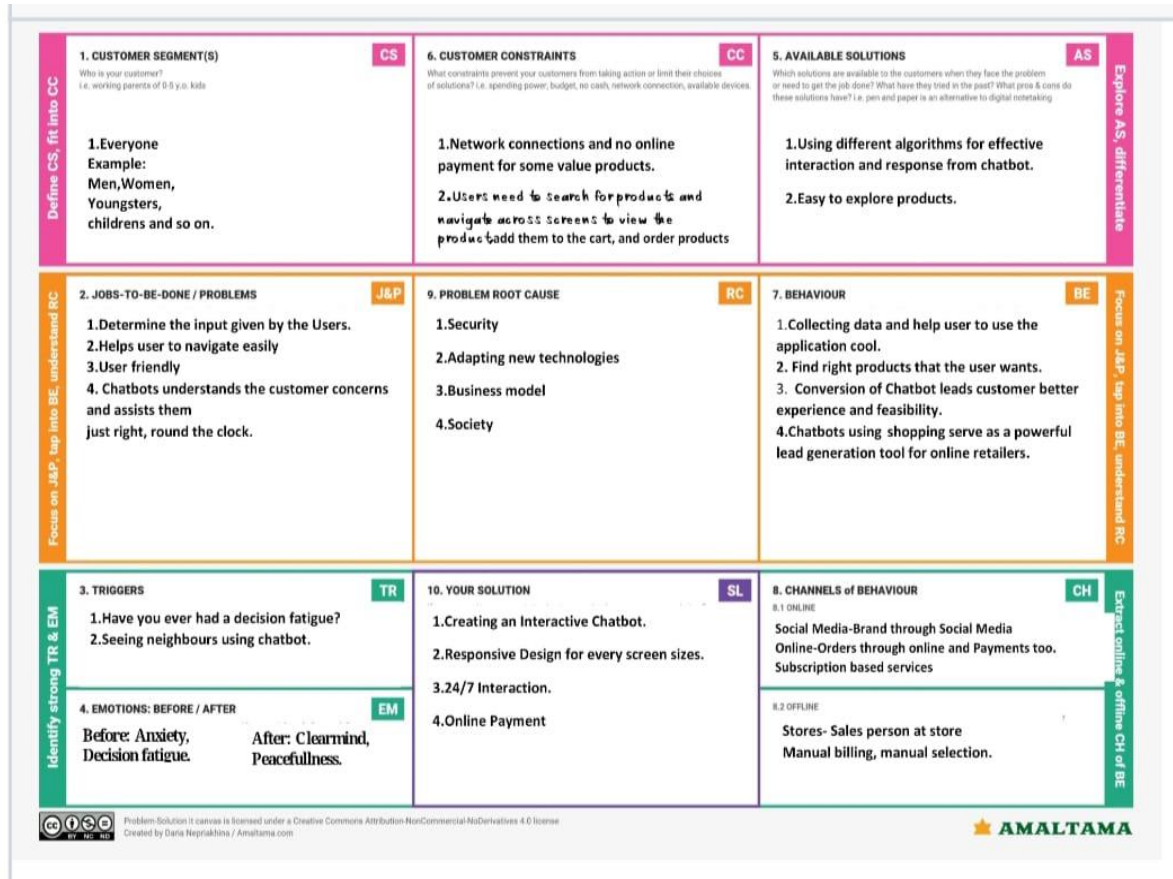 Define CS, fit into CC
1. CUSTOMER SEGMENT(S)
CS
Who is your customer?
i.e. working parents of 0-5 y.o. kids
1.Everyone
Example:
Men,Women,
Youngsters,
childrens and so on.
6. CUSTOMER CONSTRAINTS
CC
What constraints prevent your customers from taking action or limit their choices
of solutions? i.e. spending power, budget, no cash, network connection, available devices.
1.Network connections and no online
payment for some value products.
2.Users need to search for products and
navigate across screens to view the
product,add them to the cart, and order products
5. AVAILABLE SOLUTIONS
AS
Which solutions are available to the customers when they face the problem
or need to get the job done? What have they tried in the past? What pros & cons do
these solutions have? i.e. pen and paper is an alternative to digital notetaking
1.Using different algorithms for effective
interaction and response from chatbot.
2.Easy to explore products.
Explore AS, differentiate
Focus on J&P, tap into BE, understand RC
2. JOBS-TO-BE-DONE / PROBLEMS
J&P
1.Determine the input given by the Users.
2.Helps user to navigate easily
3.User friendly
4. Chatbots understands the customer concerns
and assists them
just right, round the clock.
9. PROBLEM ROOT CAUSE
RC
1.Security
2.Adapting new technologies
3.Business model
4.Society
7. BEHAVIOUR
BE
1.Collecting data and help user to use the
application cool.
2. Find right products that the user wants.
3. Conversion of Chatbot leads customer better
experience and feasibility.
4.Chatbots using shopping serve as a powerful
lead generation tool for online retailers.
Focus on J&P, tap into BE, understand RC
Identify strong TR & EM
3. TRIGGERS
TR
1.Have you ever had a decision fatigue?
2.Seeing neighbours using chatbot.
4. EMOTIONS: BEFORE / AFTER
EM
Before: Anxiety,
Decision fatigue.
After: Clearmind,
Peacefullness.
10. YOUR SOLUTION
SL
1.Creating an Interactive Chatbot.
2.Responsive Design for every screen sizes.
3.24/7 Interaction.
4.Online Payment
8. CHANNELS of BEHAVIOUR
CH
8.1 ONLINE
Social Media-Brand through Social Media
Online-Orders through online and Payments too.
Subscription based services
8.2 OFFLINE
Stores- Sales person at store
Manual billing, manual selection.
Extract online & offline CH of BE
cc
BY NC ND
Problem-Solution fit canvas is licensed under a Creative Commons Attribution-NonCommercial-NoDerivatives 4.0 license
Created by Daria Nepriakhina / Amaltama.com
AMALTAMA